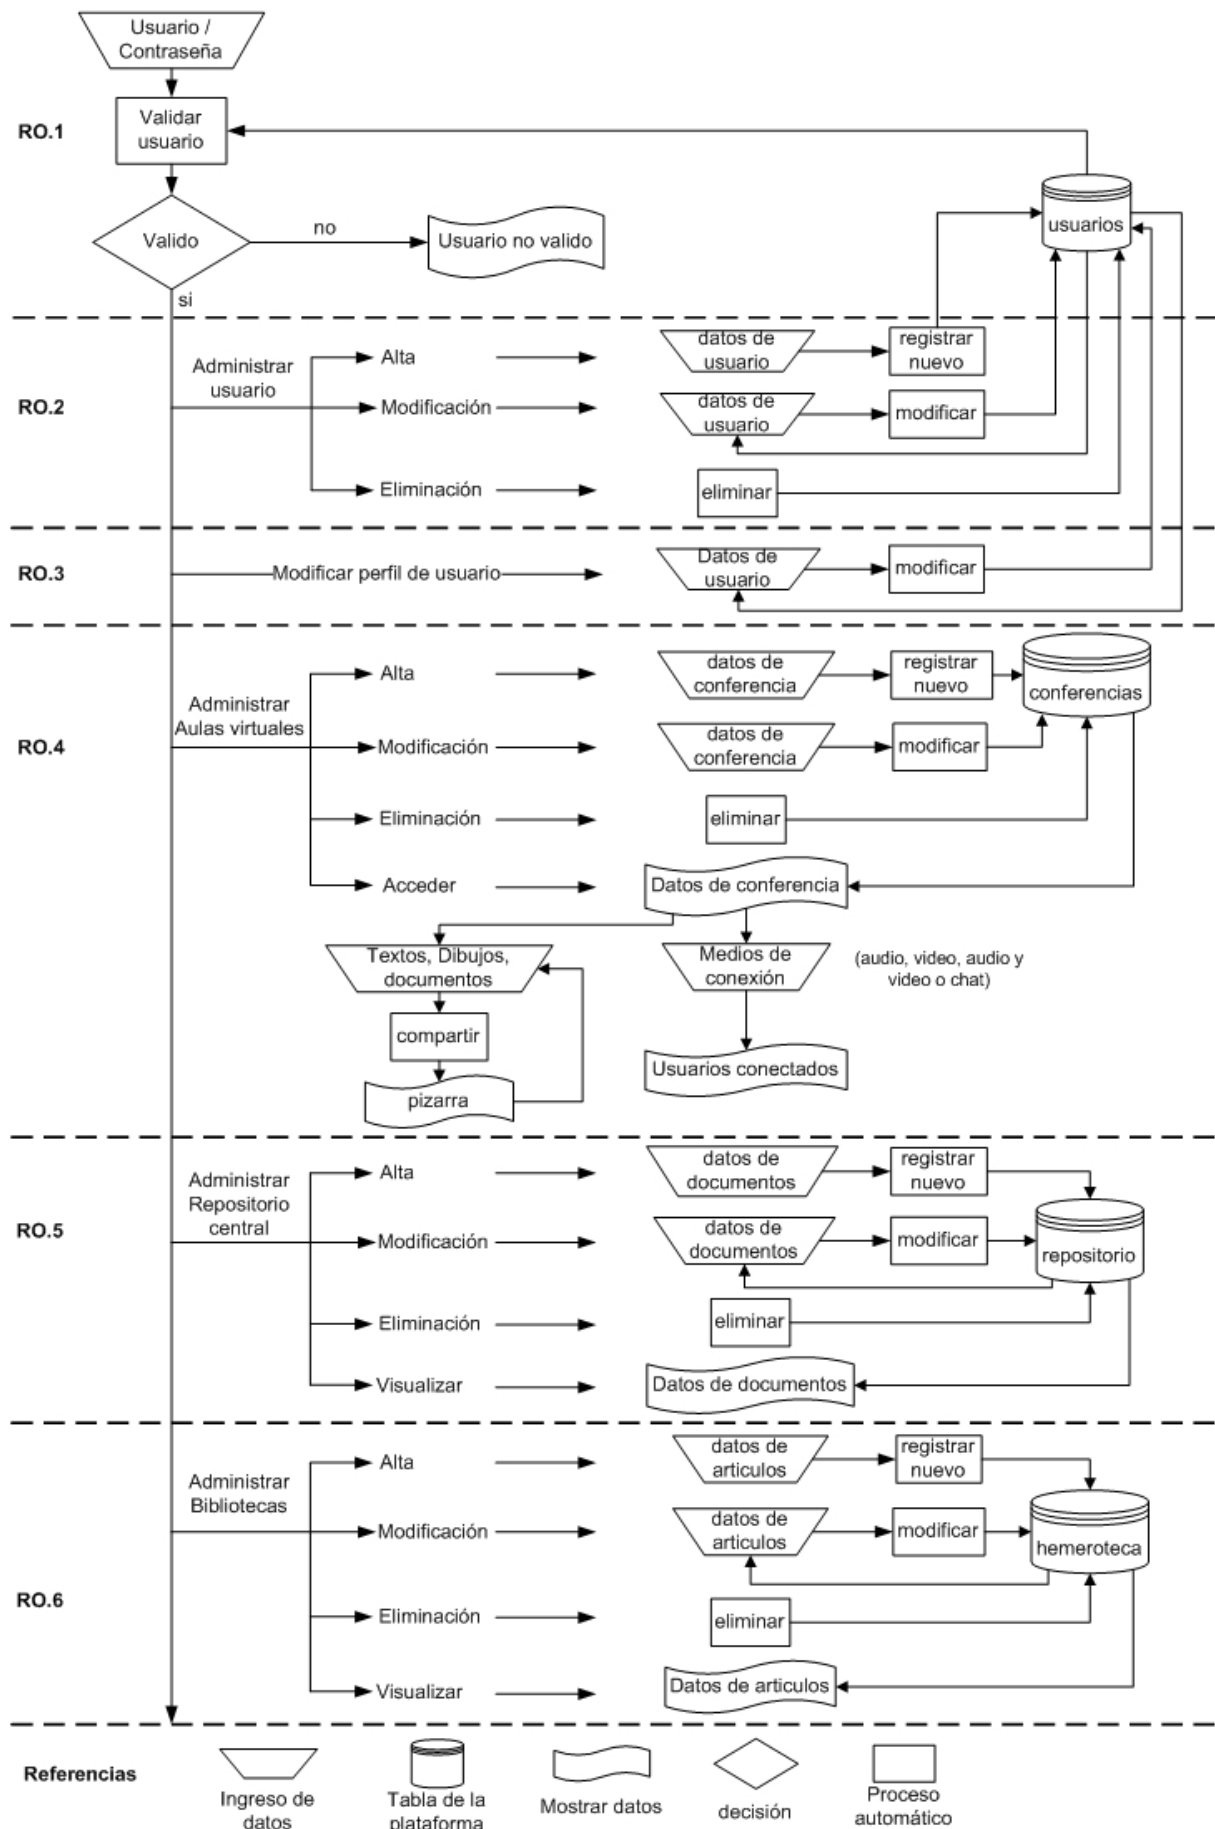 Usuario /
Contraseña
RO.1
Validar
usuario
Valido
no
Usuario no valido
usuarios
si
RO.2
Administrar
usuario
Alta
datos de
usuario
registrar
nuevo
Modificación
datos de
usuario
modificar
Eliminación
eliminar
RO.3
Modificar perfil de usuario
Datos de
usuario
modificar
RO.4
Administrar
Aulas virtuales
Alta
datos de
conferencia
registrar
nuevo
conferencias
Modificación
datos de
conferencia
modificar
Eliminación
eliminar
Acceder
Datos de conferencia
Textos, Dibujos,
documentos
Medios de
conexión
(audio, video, audio y
video o chat)
compartir
Usuarios conectados
pizarra
RO.5
Administrar
Repositorio
central
Alta
datos de
documentos
registrar
nuevo
Modificación
datos de
documentos
modificar
repositorio
Eliminación
eliminar
Visualizar
Datos de documentos
RO.6
Administrar
Bibliotecas
Alta
datos de
articulos
registrar
nuevo
Modificación
datos de
articulos
modificar
hemeroteca
Eliminación
eliminar
Visualizar
Datos de articulos
Referencias
Ingreso de
datos
Tabla de la
plataforma
Mostrar datos
decisión
Proceso
automático